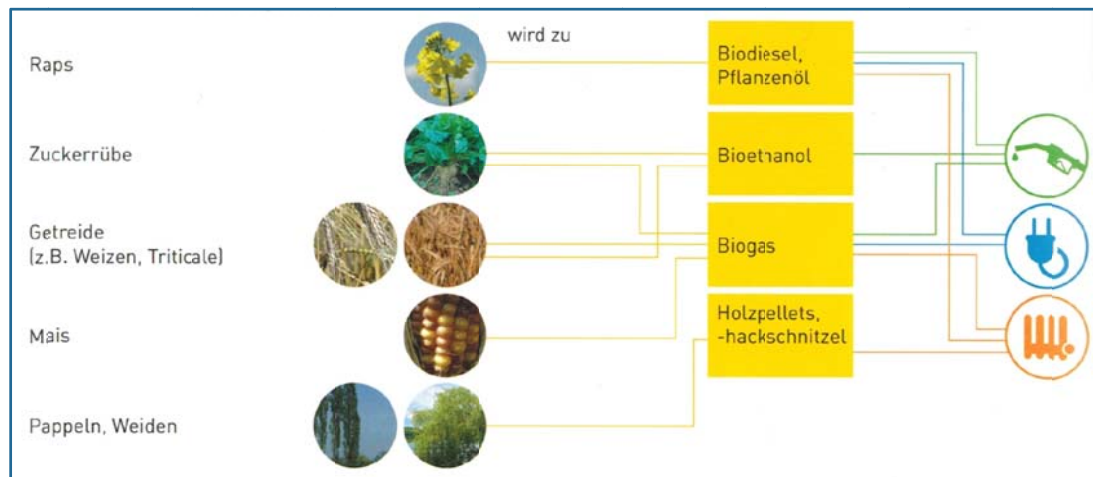 wird zu
Raps
Biodiesel,
Pflanzenöl
Zuckerrübe
Bioethanol
Getreide
(z.B. Weizen, Triticale)
Biogas
Mais
Holzpellets,
-hackschnitzel
Pappeln, Weiden